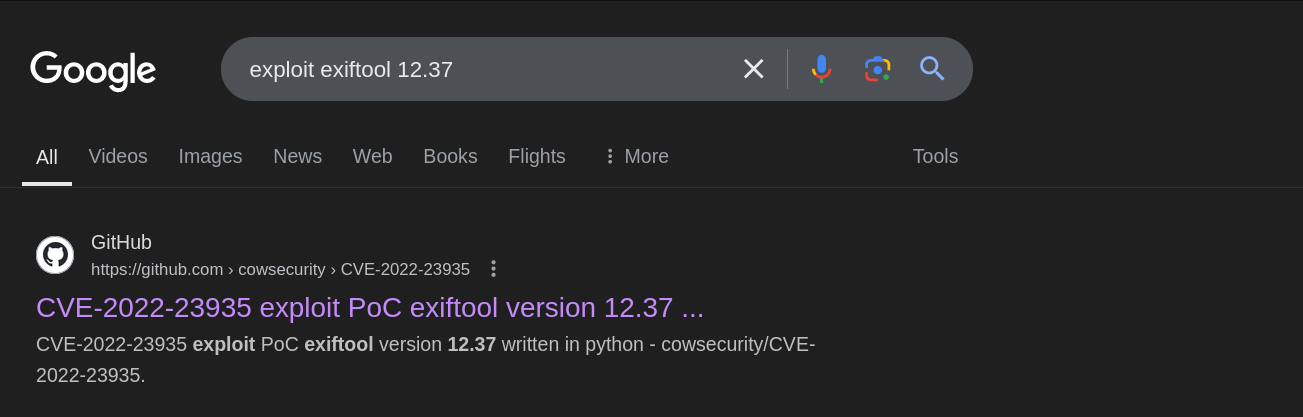 Google
exploit exiftool 12.37
All Videos Images News Web Books Flights More Tools
GitHub
https://github.com › cowsecurity › CVE-2022-23935
CVE-2022-23935 exploit PoC exiftool version 12.37 ...
CVE-2022-23935 exploit PoC exiftool version 12.37 written in python - cowsecurity/CVE-
2022-23935.